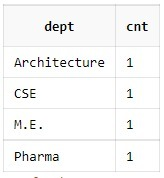 dept cnt
Architecture 1
CSE 1
M.E. 1
Pharma 1